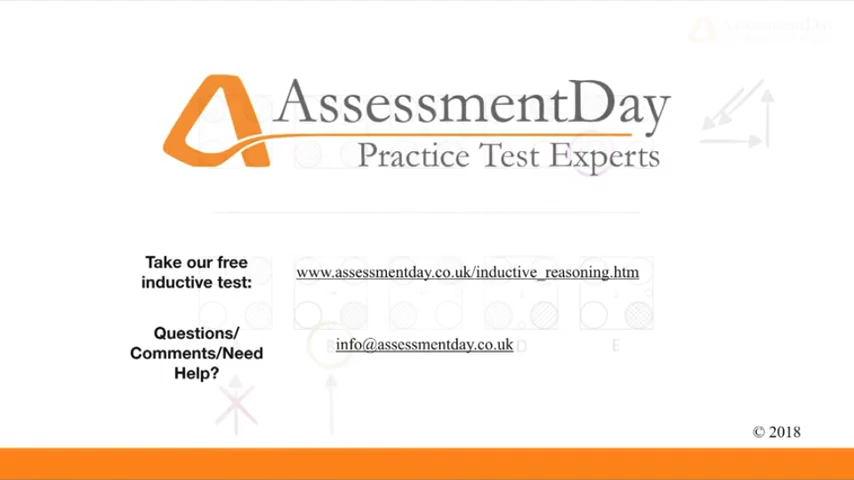 AssessmentDay
AssessmentDay
Practice Test Experts
Take our free
inductive test:
www.assessmentday.co.uk/inductive_reasoning.htm
Questions/
Comments/Need
Help?
info@assessmentday.co.uk
B
D
E
© 2018